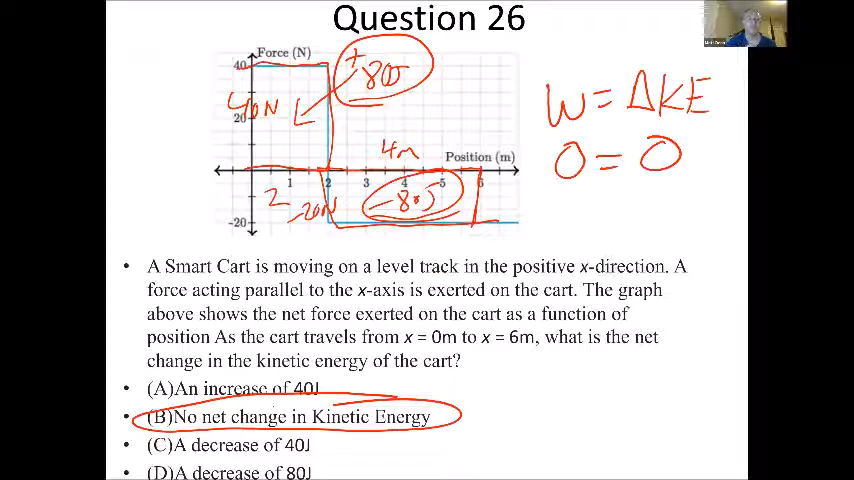 Question 26
Force (N)
40
20
-20
1 2 3 4 5 6
Position (m)
+
80J
40N
4m
2
-20N
-80J
W = ΔKE
0 = 0
• A Smart Cart is moving on a level track in the positive x-direction. A
force acting parallel to the x-axis is exerted on the cart. The graph
above shows the net force exerted on the cart as a function of
position As the cart travels from x = 0m to x = 6m, what is the net
change in the kinetic energy of the cart?
• (A)An increase of 40J
• (B)No net change in Kinetic Energy
• (C)A decrease of 40J
• (D)A decrease of 80J